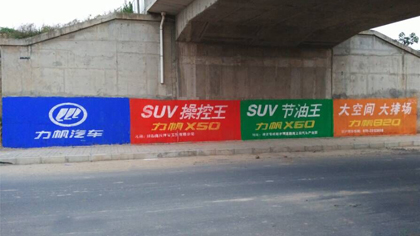 力帆汽车
SUV 操控王
力帆X50
SUV 节油王
力帆X60
大空间 大排场
力帆820